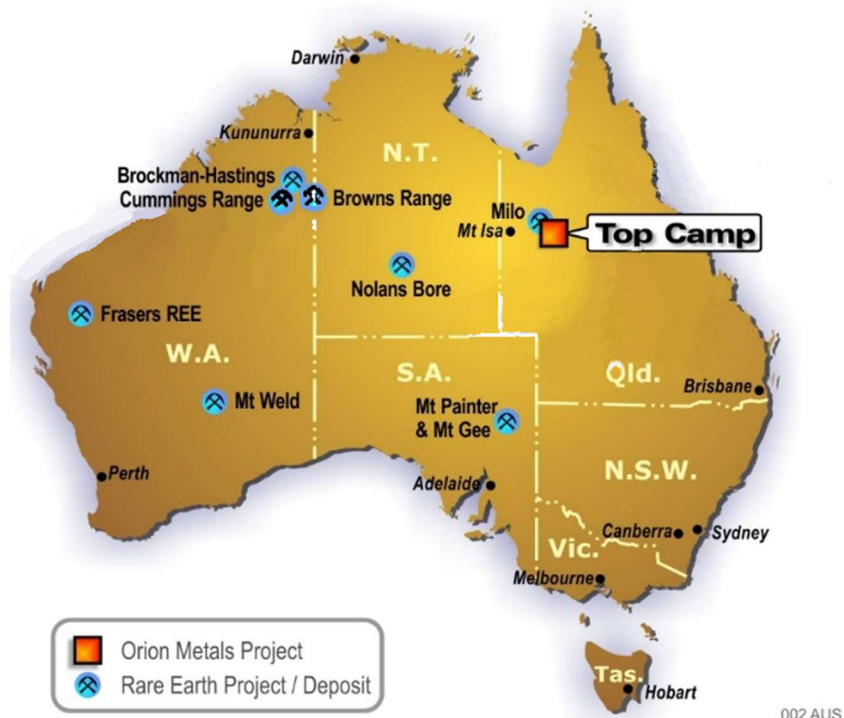 Darwin
Kununurra
N.T.
Brockman-Hastings
Cummings Range
Browns Range
Milo
Mt Isa
Top Camp
Nolans Bore
Frasers REE
W.A.
S.A.
Qld.
Brisbane
Mt Weld
Mt Painter
& Mt Gee
N.S.W.
Perth
Adelaide
Canberra
Sydney
Vic.
Melbourne
Tas.
Hobart
Orion Metals Project
Rare Earth Project / Deposit
002 AUS